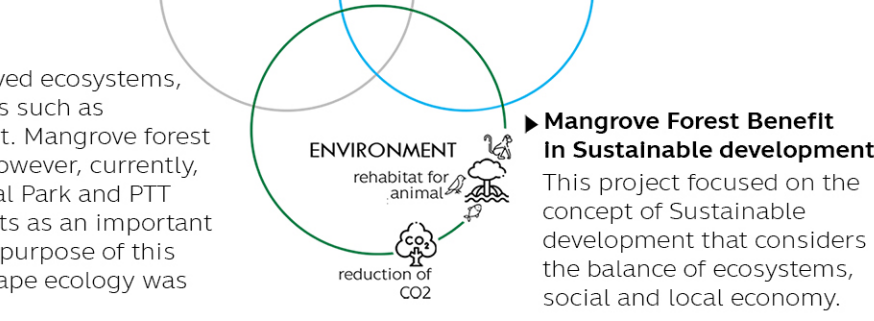 ved ecosystems,
s such as
t. Mangrove forest
owever, currently,
al Park and PTT
ts as an important
purpose of this
ape ecology was
ENVIRONMENT
rehabitat for
animal
CO2
reduction of
CO2
Mangrove Forest Benefit
in Sustainable development
This project focused on the
concept of Sustainable
development that considers
the balance of ecosystems,
social and local economy.